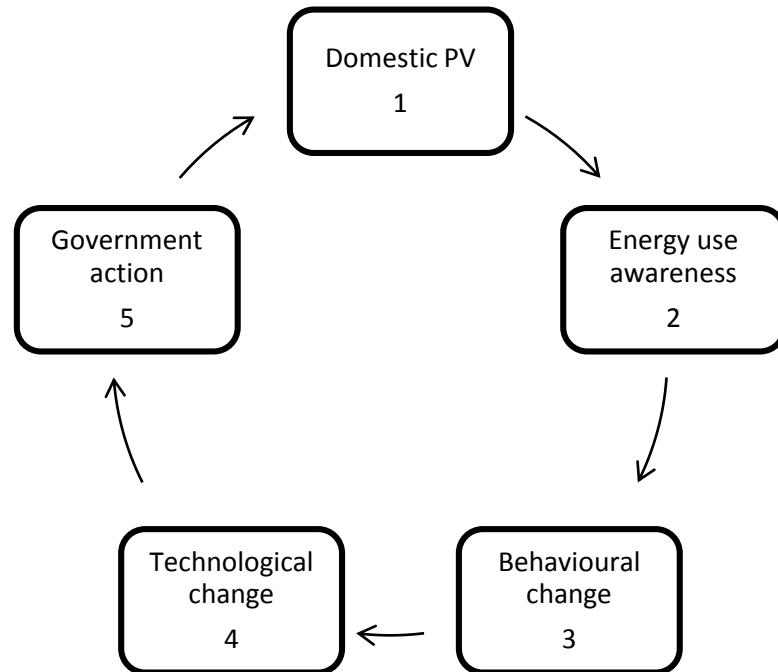 Domestic PV
1
Energy use
awareness
2
Behavioural
change
3
Technological
change
4
Government
action
5